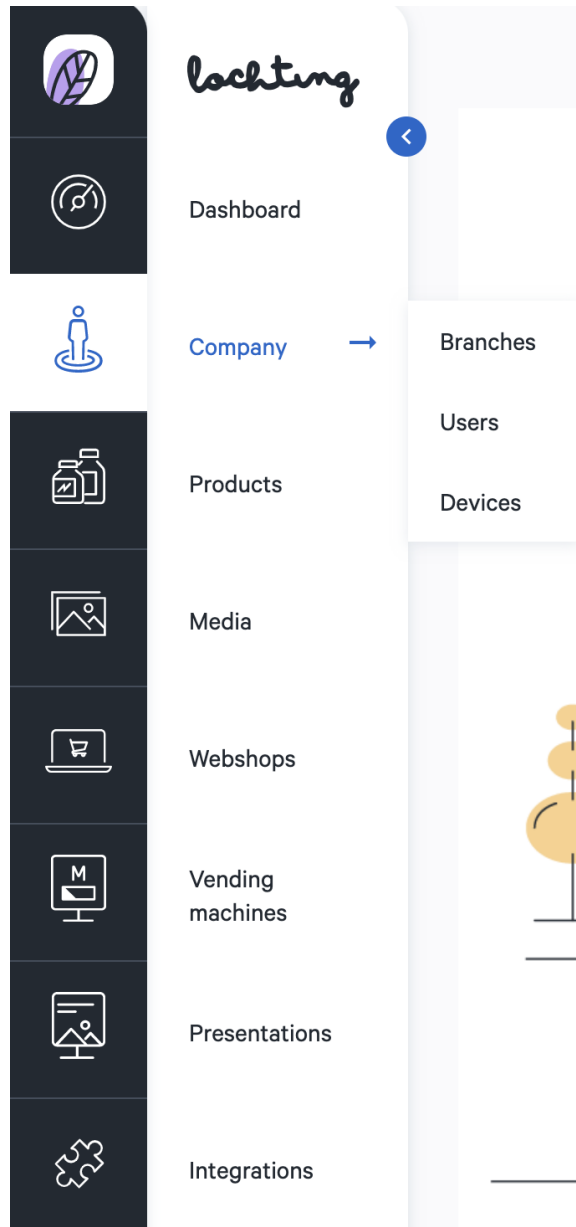 lochting
Dashboard
Company
Branches
Users
Devices
Products
Media
Webshops
M
Vending
machines
Presentations
Integrations